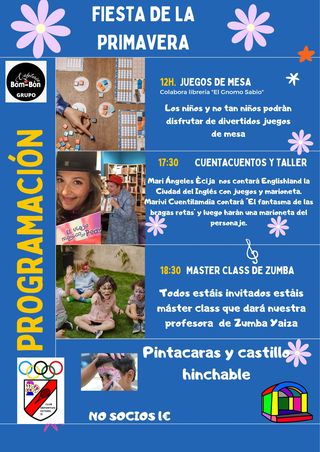 FIESTA DE LA
PRIMAVERA
Cafetería
Bom-Bón
GRUPO
PROGRAMACIÓN
12H. JUEGOS DE MESA
Colabora librería "El Gnomo Sabio"
Los niños y no tan niños podrán
disfrutar de divertidos juegos
de mesa
17:30 CUENTACUENTOS Y TALLER
Mari Ángeles Écija nos contará Englishland la
Ciudad del Inglés con juegos y marioneta.
Marivi Cuentilandia contará "El fantasma de las
bragas rotas" y luego harán una marioneta del
personaje.
El viaje
18:30 MASTER CLASS DE ZUMBA
Todos estáis invitados estáis
máster class que dará nuestra
profesora de Zumba Yaiza
Pintacaras y castillo
hinchable
NO SOCIOS 1€